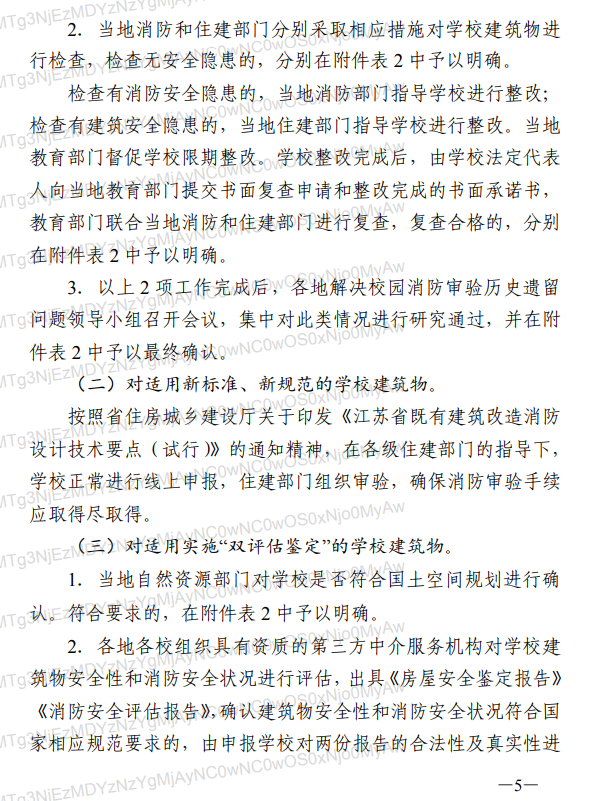 2．当地消防和住建部门分别采取相应措施对学校建筑物进
行检查，检查无安全隐患的，分别在附件表 2 中予以明确。
检查有消防安全隐患的，当地消防部门指导学校进行整改；
检查有建筑安全隐患的，当地住建部门指导学校进行整改。当地
教育部门督促学校限期整改。学校整改完成后，由学校法定代表
人向当地教育部门提交书面复查申请和整改完成的书面承诺书，
教育部门联合当地消防和住建部门进行复查，复查合格的，分别
在附件表 2 中予以明确。
3．以上 2 项工作完成后，各地解决校园消防审验历史遗留
问题领导小组召开会议，集中对此类情况进行研究通过，并在附
件表 2 中予以最终确认。
（二）对适用新标准、新规范的学校建筑物。
按照省住房城乡建设厅关于印发《江苏省既有建筑改造消防
设计技术要点（试行）》的通知精神，在各级住建部门的指导下，
学校正常进行线上申报，住建部门组织审验，确保消防审验手续
应取得尽取得。
（三）对适用实施“双评估鉴定”的学校建筑物。
1．当地自然资源部门对学校是否符合国土空间规划进行确
认。符合要求的，在附件表 2 中予以明确。
2．各地各校组织具有资质的第三方中介服务机构对学校建
筑物安全性和消防安全状况进行评估，出具《房屋安全鉴定报告》
《消防安全评估报告》，确认建筑物安全性和消防安全状况符合国
家相应规范要求的，由申报学校对两份报告的合法性及真实性进
—5—